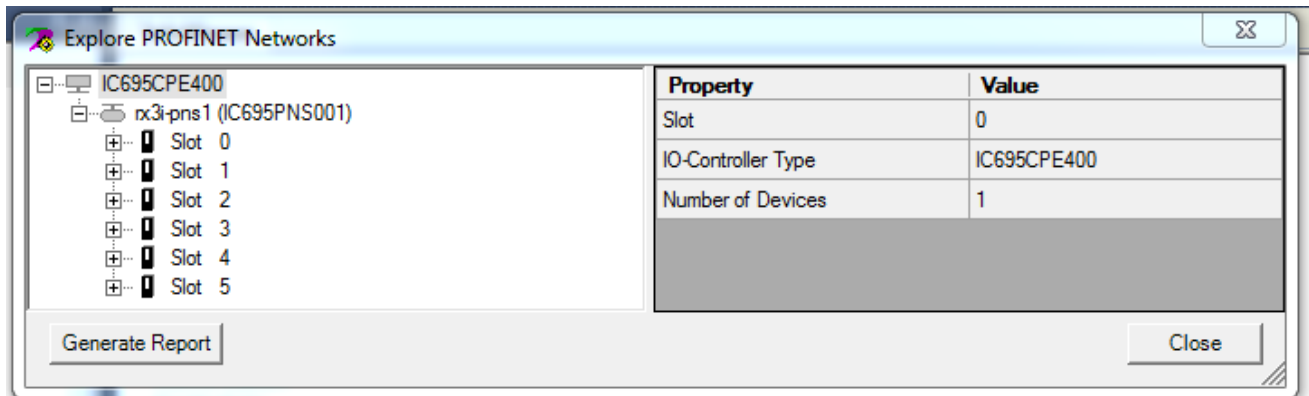 Explore PROFINET Networks
IC695CPE400
rx3i-pns1 (IC695PNS001)
Slot 0
Slot 1
Slot 2
Slot 3
Slot 4
Slot 5
Property Value
Slot 0
IO-Controller Type IC695CPE400
Number of Devices 1
Generate Report
Close